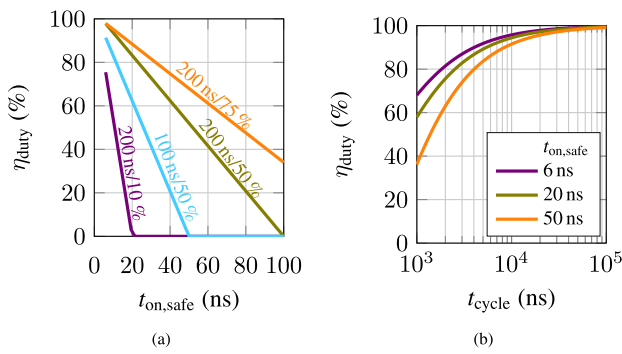 100
80
60
40
20
0
η_duty (%)
200 ns/75 %
200 ns/50 %
100 ns/50 %
200 ns/10 %
0 20 40 60 80 100
t_on,safe (ns)
(a)
100
80
60
40
20
0
η_duty (%)
t_on,safe
6 ns
20 ns
50 ns
10^3 10^4 10^5
t_cycle (ns)
(b)